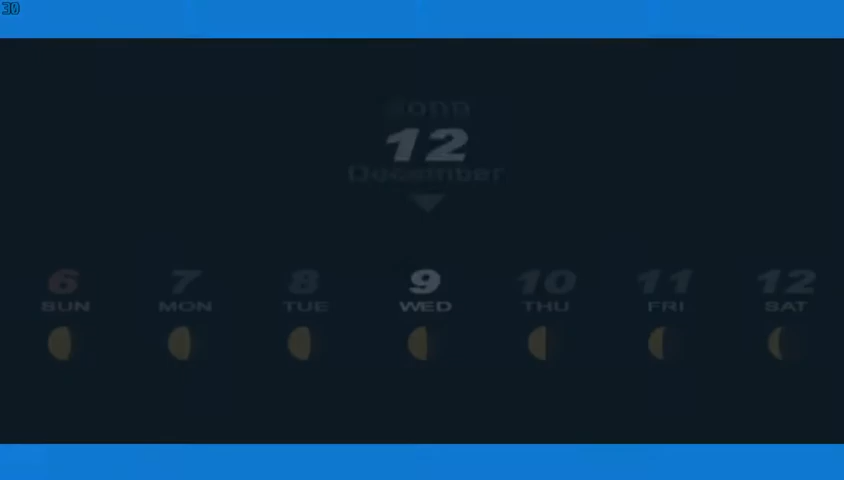 30
12
December
6 7 8 9 10 11 12
SUN MON TUE WED THU FRI SAT